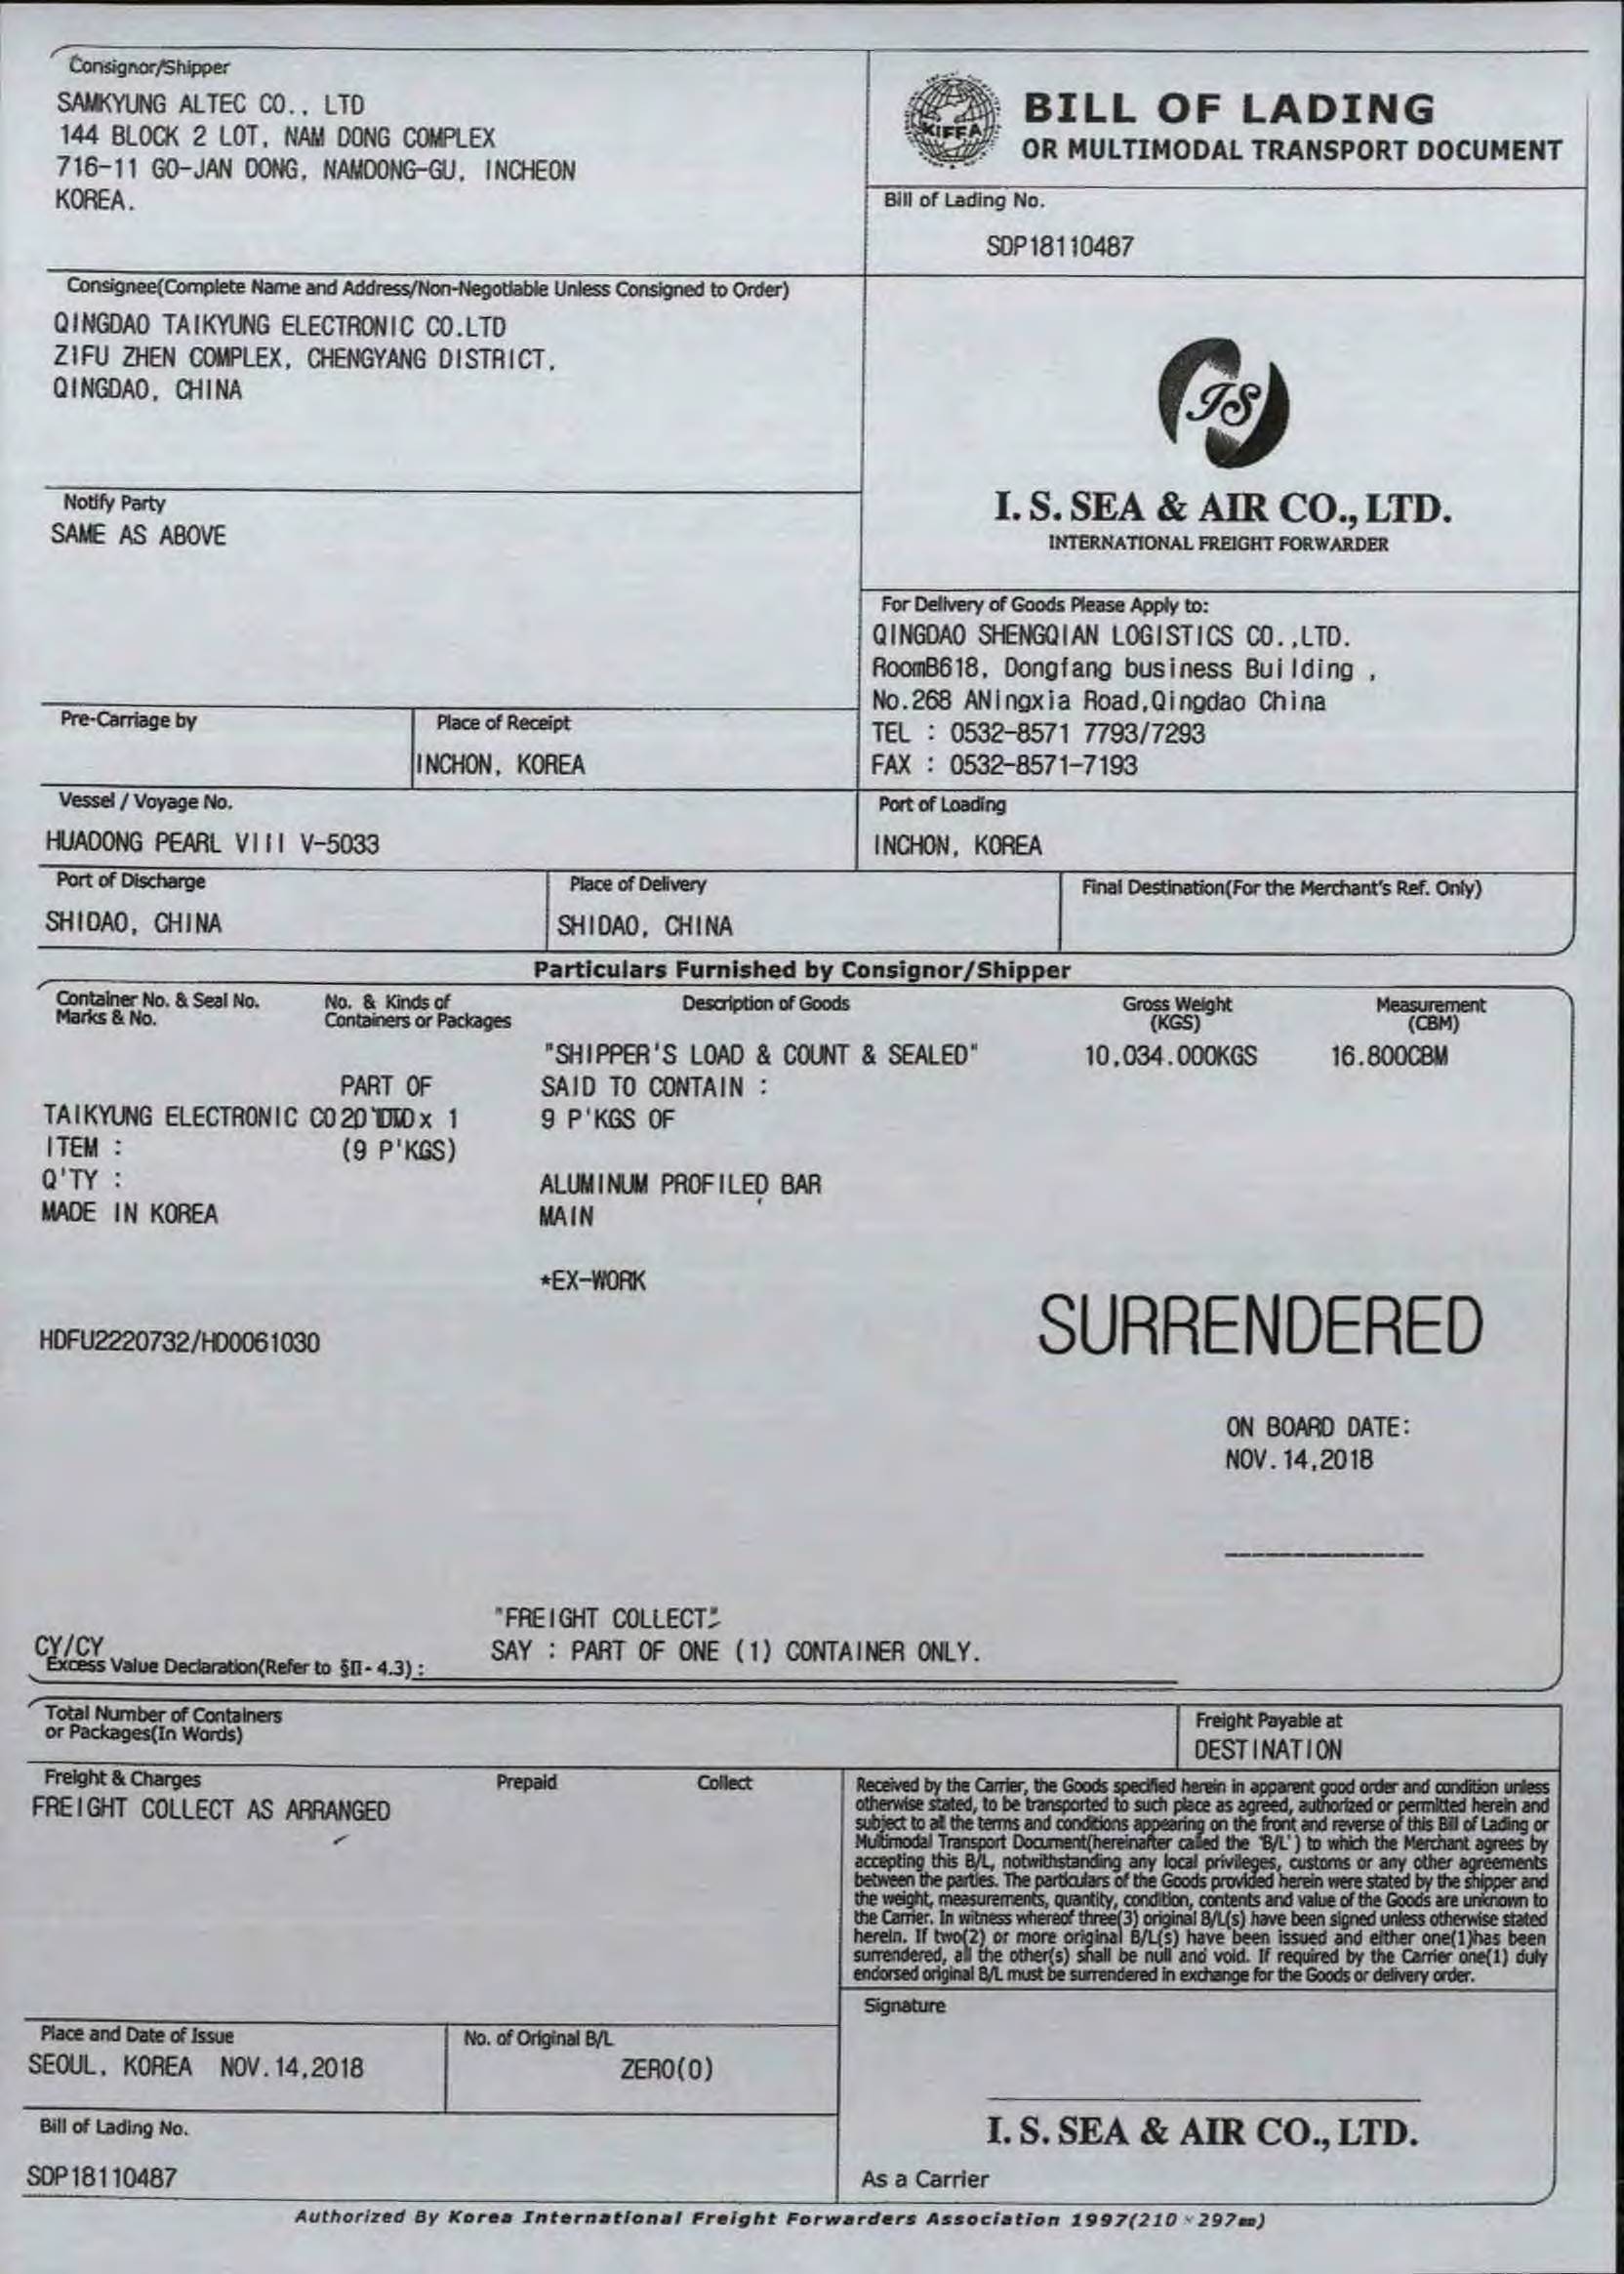 Consignor/Shipper
SAMKYUNG ALTEC CO., LTD
144 BLOCK 2 LOT, NAM DONG COMPLEX
716-11 GO-JAN DONG, NAMDONG-GU, INCHEON
KOREA.
KIFFA
BILL OF LADING
OR MULTIMODAL TRANSPORT DOCUMENT
Bill of Lading No.
SDP18110487
Consignee(Complete Name and Address/Non-Negotiable Unless Consigned to Order)
QINGDAO TAIKYUNG ELECTRONIC CO.LTD
ZIFU ZHEN COMPLEX, CHENGYANG DISTRICT,
QINGDAO, CHINA
IS
I. S. SEA & AIR CO., LTD.
INTERNATIONAL FREIGHT FORWARDER
Notify Party
SAME AS ABOVE
For Delivery of Goods Please Apply to:
QINGDAO SHENGQIAN LOGISTICS CO.,LTD.
RoomB618, Dongfang business Building ,
No.268 ANingxia Road,Qingdao China
TEL : 0532-8571 7793/7293
FAX : 0532-8571-7193
Pre-Carriage by
Place of Receipt
INCHON, KOREA
Vessel / Voyage No.
HUADONG PEARL VIII V-5033
Port of Loading
INCHON, KOREA
Port of Discharge
SHIDAO, CHINA
Place of Delivery
SHIDAO, CHINA
Final Destination(For the Merchant's Ref. Only)
Particulars Furnished by Consignor/Shipper
Container No. & Seal No.
Marks & No.
No. & Kinds of
Containers or Packages
Description of Goods
Gross Weight
(KGS)
Measurement
(CBM)
"SHIPPER'S LOAD & COUNT & SEALED" 10,034.000KGS 16.800CBM
PART OF SAID TO CONTAIN :
TAIKYUNG ELECTRONIC CO x 1 9 P'KGS OF
ITEM : (9 P'KGS)
Q'TY : ALUMINUM PROFILED BAR
MADE IN KOREA MAIN
*EX-WORK
SURRENDERED
HDFU2220732/HD0061030
ON BOARD DATE:
NOV.14,2018
"FREIGHT COLLECT"
CY/CY SAY : PART OF ONE (1) CONTAINER ONLY.
Excess Value Declaration(Refer to §II- 4.3) :
Total Number of Containers
or Packages(In Words)
Freight Payable at
DESTINATION
Freight & Charges Prepaid Collect
FREIGHT COLLECT AS ARRANGED
Received by the Carrier, the Goods specified herein in apparent good order and condition unless
otherwise stated, to be transported to such place as agreed, authorized or permitted herein and
subject to all the terms and conditions appearing on the front and reverse of this Bill of Lading or
Multimodal Transport Document(hereinafter called the 'B/L') to which the Merchant agrees by
accepting this B/L, notwithstanding any local privileges, customs or any other agreements
between the parties. The particulars of the Goods provided herein were stated by the shipper and
the weight, measurements, quantity, condition, contents and value of the Goods are unknown to
the Carrier. In witness whereof three(3) original B/L(s) have been signed unless otherwise stated
herein. If two(2) or more original B/L(s) have been issued and either one(1)has been
surrendered, all the other(s) shall be null and void. If required by the Carrier one(1) duly
endorsed original B/L must be surrendered in exchange for the Goods or delivery order.
Signature
Place and Date of Issue
SEOUL, KOREA NOV.14,2018
No. of Original B/L
ZERO(0)
Bill of Lading No.
SDP18110487
I. S. SEA & AIR CO., LTD.
As a Carrier
Authorized By Korea International Freight Forwarders Association 1997(210 × 297㎜)